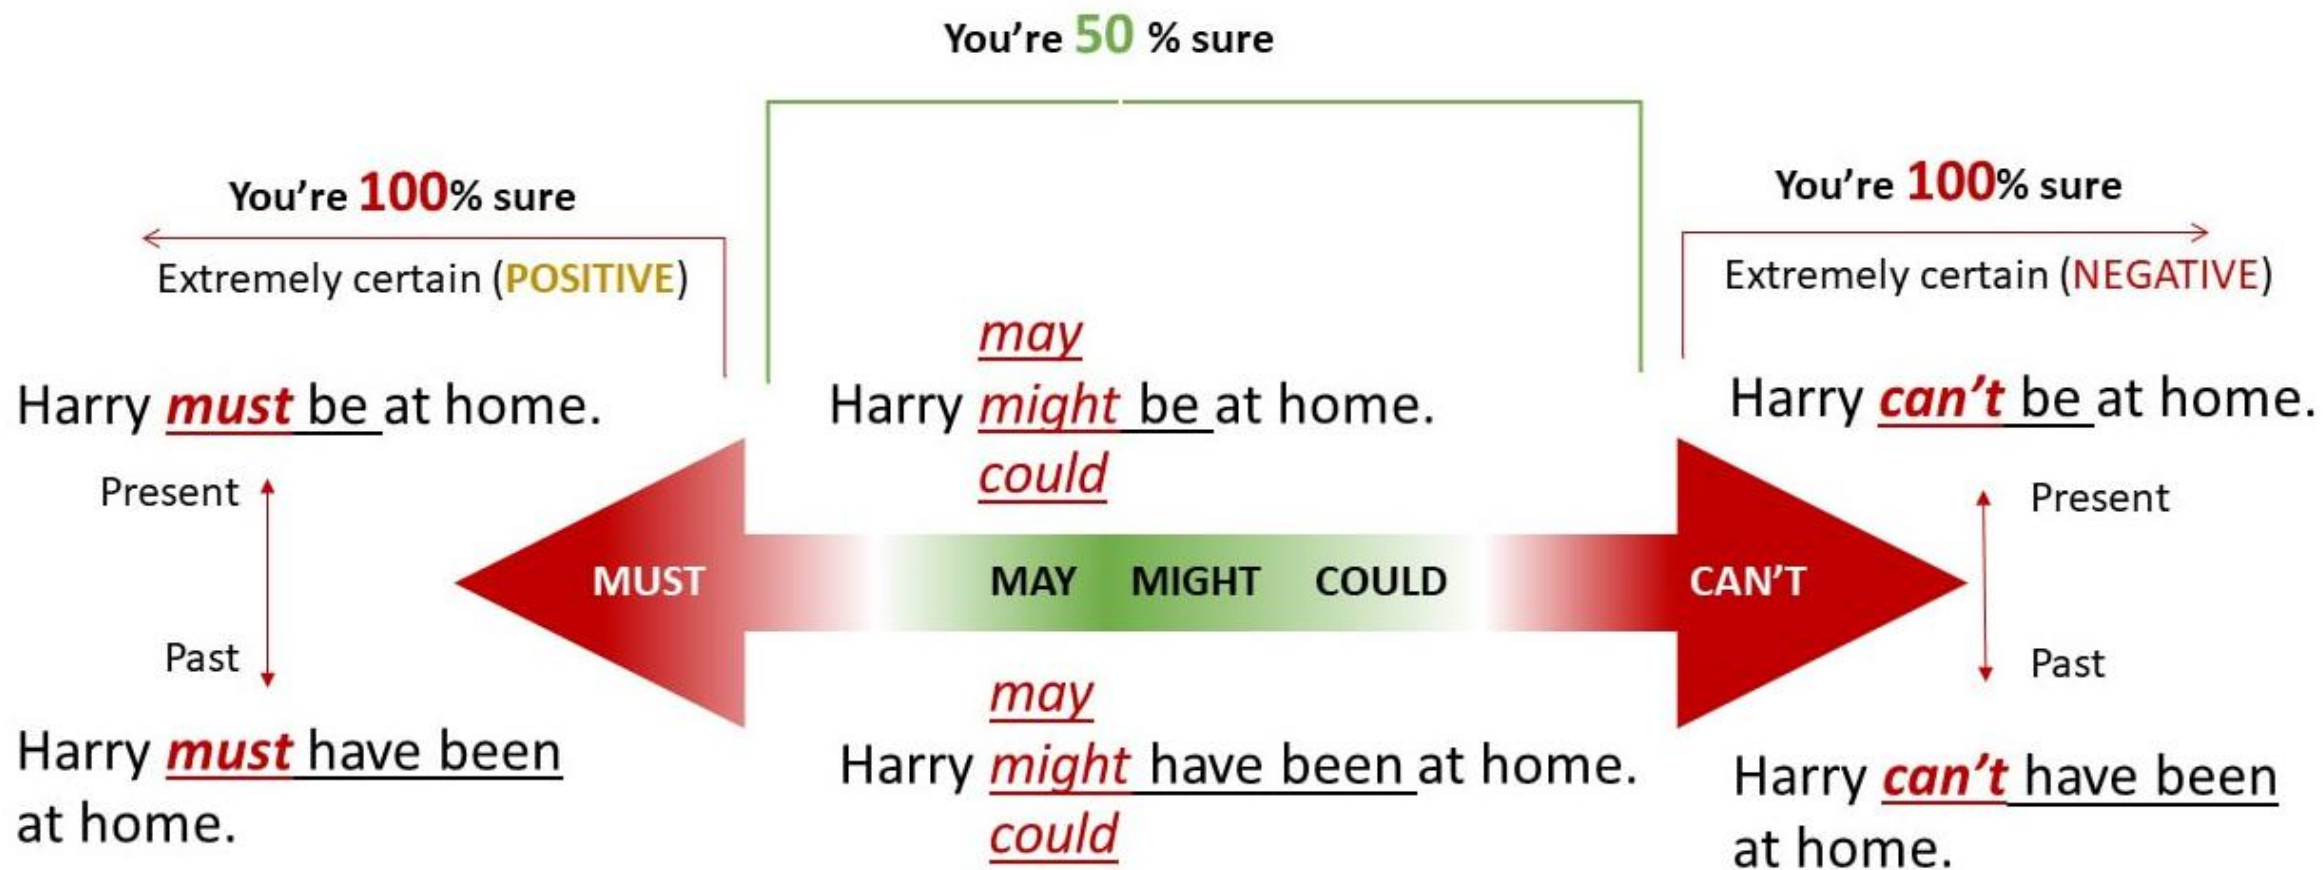 You're 50 % sure
You're 100% sure
Extremely certain (POSITIVE)
Harry must be at home.
Present
Past
Harry must have been
at home.
may
Harry might be at home.
could
MUST
MAY MIGHT COULD
CAN'T
may
Harry might have been at home.
could
You're 100% sure
Extremely certain (NEGATIVE)
Harry can't be at home.
Present
Past
Harry can't have been
at home.